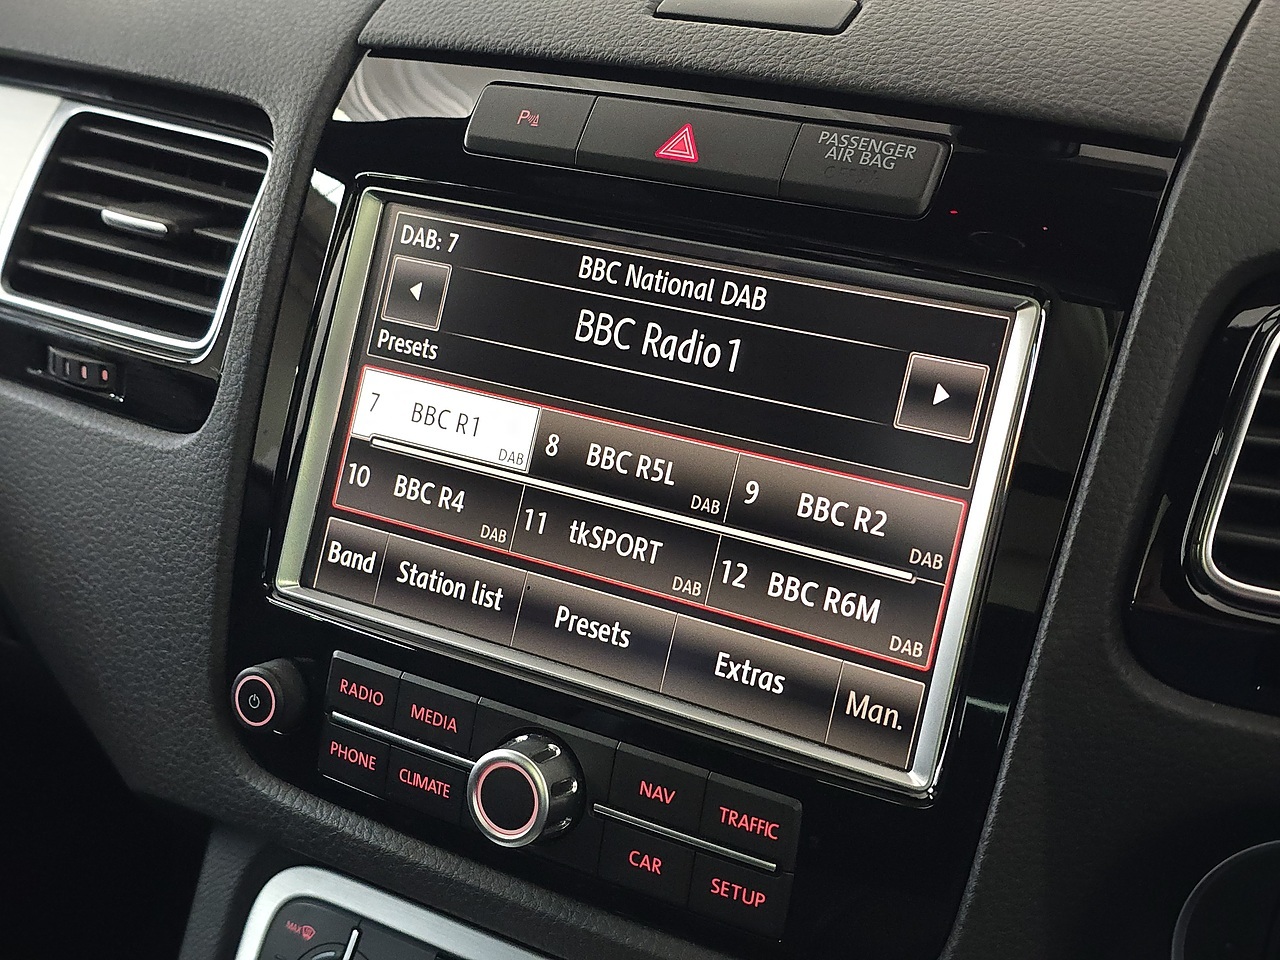 P
PASSENGER
AIR BAG
DAB: 7
BBC National DAB
BBC Radio 1
Presets
7 BBC R1 DAB
8 BBC R5L DAB
9 BBC R2 DAB
10 BBC R4 DAB
11 tkSPORT DAB
12 BBC R6M DAB
Band Station list Presets Extras Man.
RADIO MEDIA
PHONE CLIMATE
NAV TRAFFIC
CAR SETUP
MAX